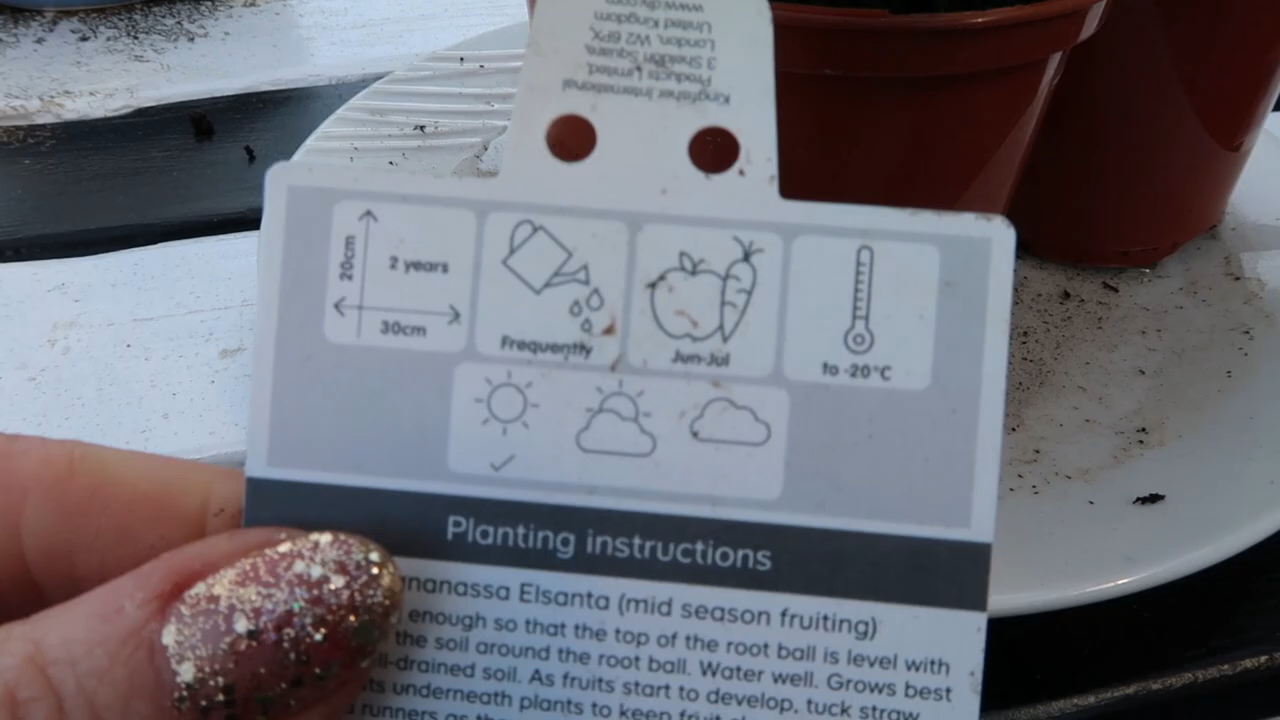 Kingfisher International
Products Limited,
3 Sheldon Square,
London, W2 6PX,
United Kingdom
www.diy.com
20cm
2 years
30cm
Frequently
Jun-Jul
to -20°C
Planting instructions
nanassa Elsanta (mid season fruiting)
enough so that the top of the root ball is level with
the soil around the root ball. Water well. Grows best
ll-drained soil. As fruits start to develop, tuck straw
underneath plants to keep fruit
runners as